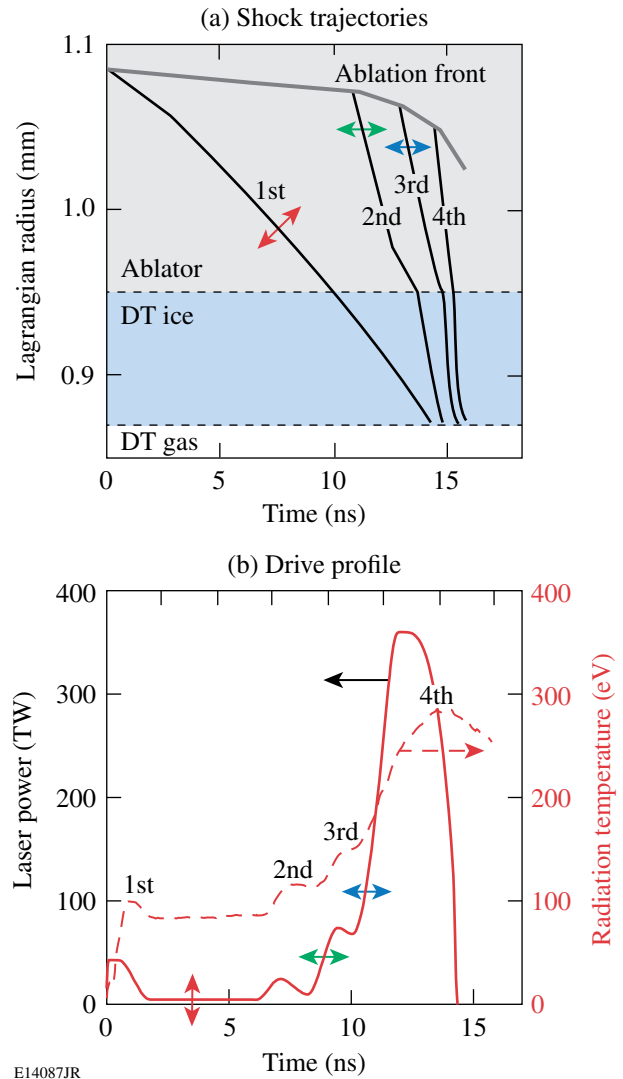 (a) Shock trajectories
1.1
1.0
0.9
Lagrangian radius (mm)
Ablation front
1st
2nd
3rd
4th
Ablator
DT ice
DT gas
0
5
10
15
Time (ns)
(b) Drive profile
400
300
200
100
0
Laser power (TW)
400
300
200
100
0
Radiation temperature (eV)
1st
2nd
3rd
4th
0
5
10
15
Time (ns)
E14087JR